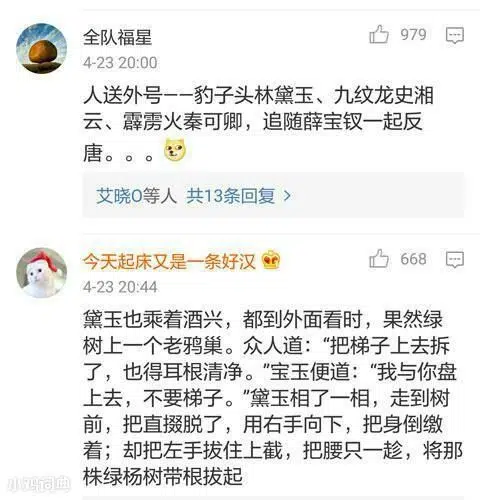 全队福星
979
4-23 20:00
人送外号——豹子头林黛玉、九纹龙史湘
云、霹雳火秦可卿，追随薛宝钗一起反
唐。。。
艾晓O等人 共13条回复 >
今天起床又是一条好汉
668
4-23 20:44
黛玉也乘着酒兴，都到外面看时，果然绿
树上一个老鸦巢。众人道：“把梯子上去拆
了，也得耳根清净。”宝玉便道：“我与你盘
上去，不要梯子。”黛玉相了一相，走到树
前，把直掇脱了，用右手向下，把身倒缴
着；却把左手拔住上截，把腰只一趁，将那
株绿杨树带根拔起
小鸡词典